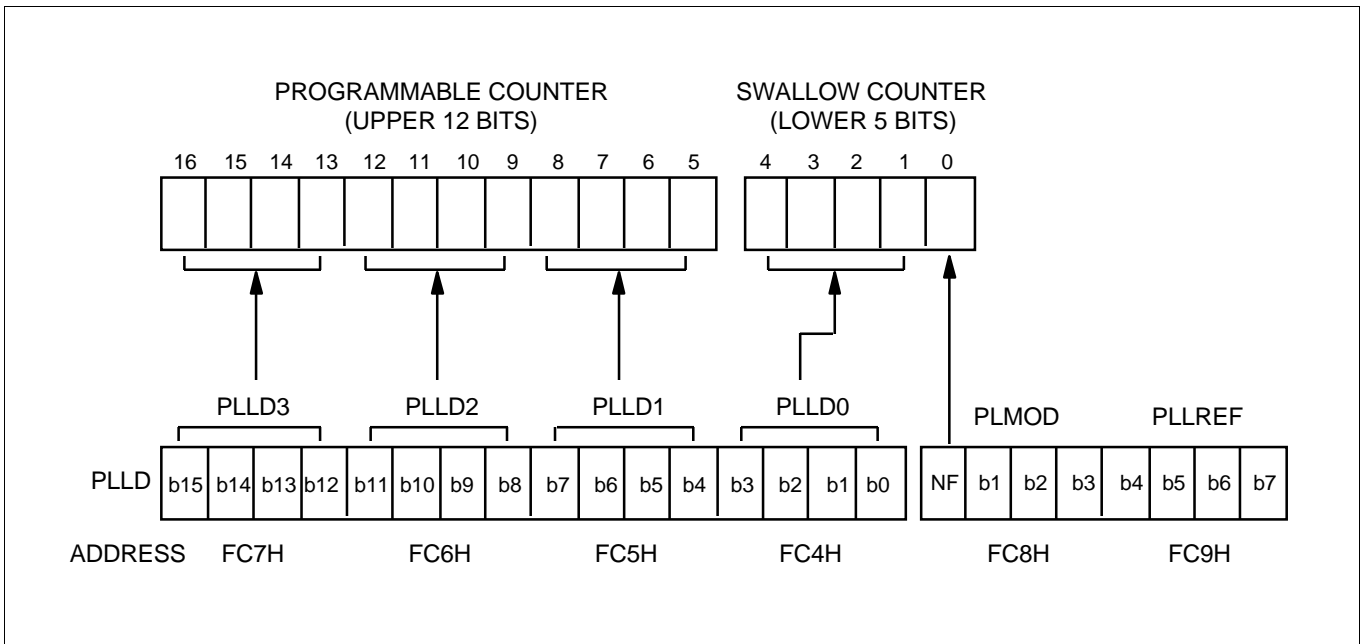 PROGRAMMABLE COUNTER
(UPPER 12 BITS)
SWALLOW COUNTER
(LOWER 5 BITS)
16 15 14 13 12 11 10 9 8 7 6 5
4 3 2 1 0
PLLD3 PLLD2 PLLD1 PLLD0 PLMOD PLLREF
PLLD b15 b14 b13 b12 b11 b10 b9 b8 b7 b6 b5 b4 b3 b2 b1 b0 NF b1 b2 b3 b4 b5 b6 b7
ADDRESS FC7H FC6H FC5H FC4H FC8H FC9H